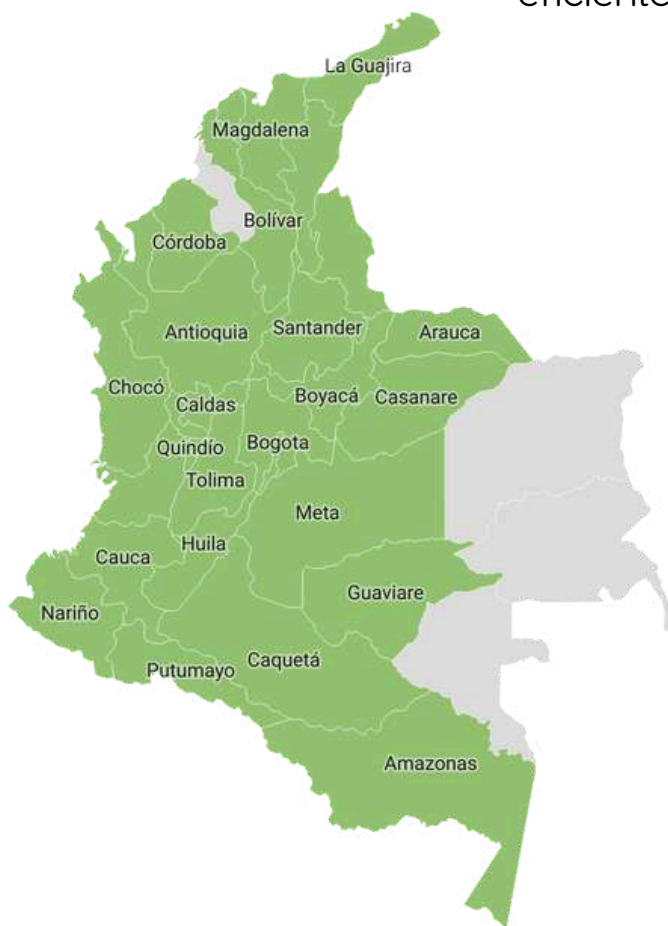 La Guajira
Magdalena
Bolívar
Córdoba
Antioquia
Santander
Arauca
Chocó
Caldas
Boyacá
Casanare
Quindío
Bogota
Tolima
Meta
Huila
Cauca
Guaviare
Nariño
Caquetá
Putumayo
Amazonas